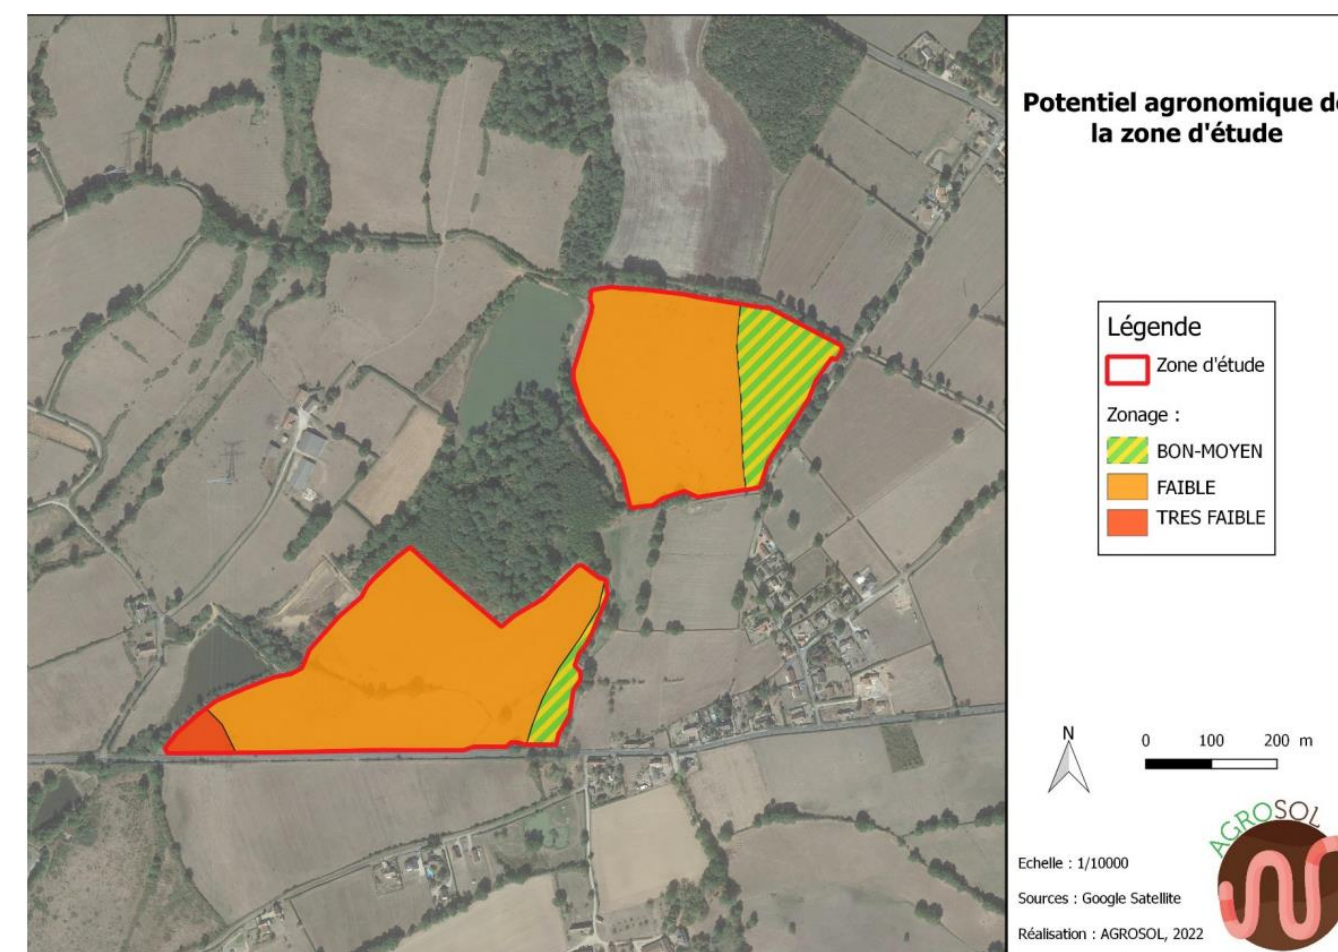 Potentiel agronomique de
la zone d'étude
Légende
Zone d'étude
Zonage :
BON-MOYEN
FAIBLE
TRES FAIBLE
N
0 100 200 m
AGROSOL
Echelle : 1/10000
Sources : Google Satellite
Réalisation : AGROSOL, 2022